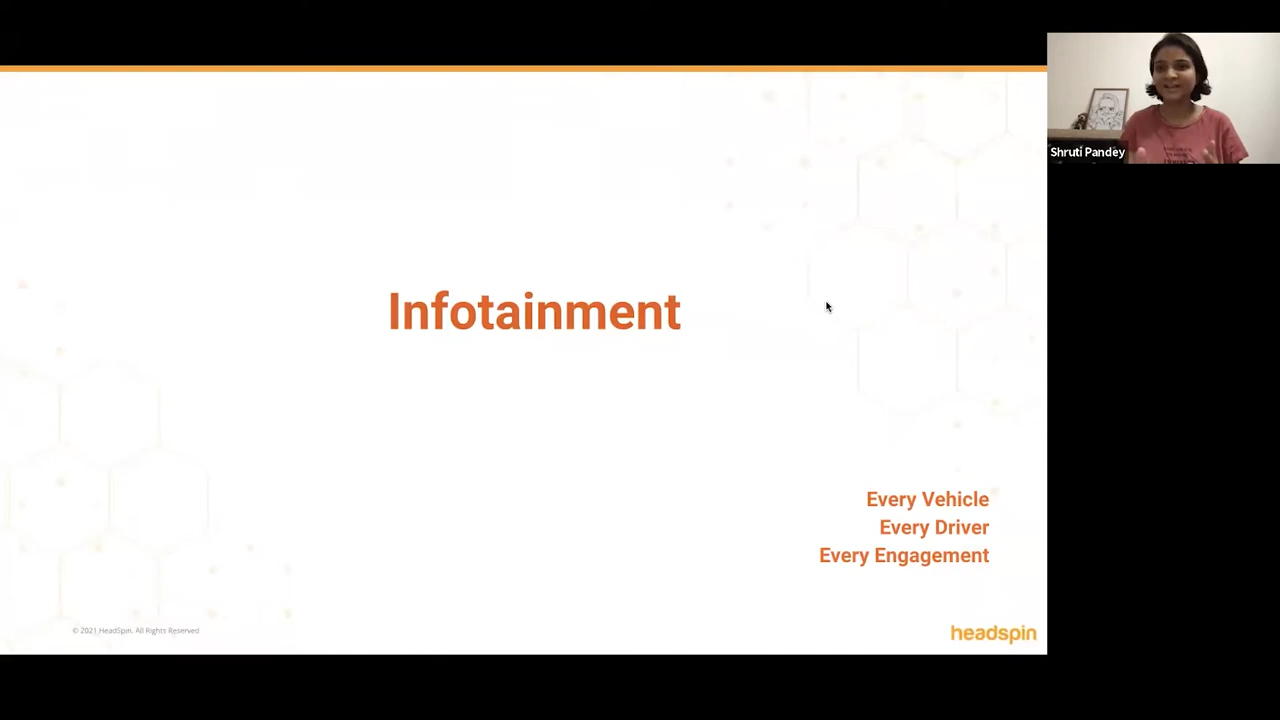 Infotainment
Every Vehicle
Every Driver
Every Engagement
© 2021 HeadSpin. All Rights Reserved
headspin
Shruti Pandey